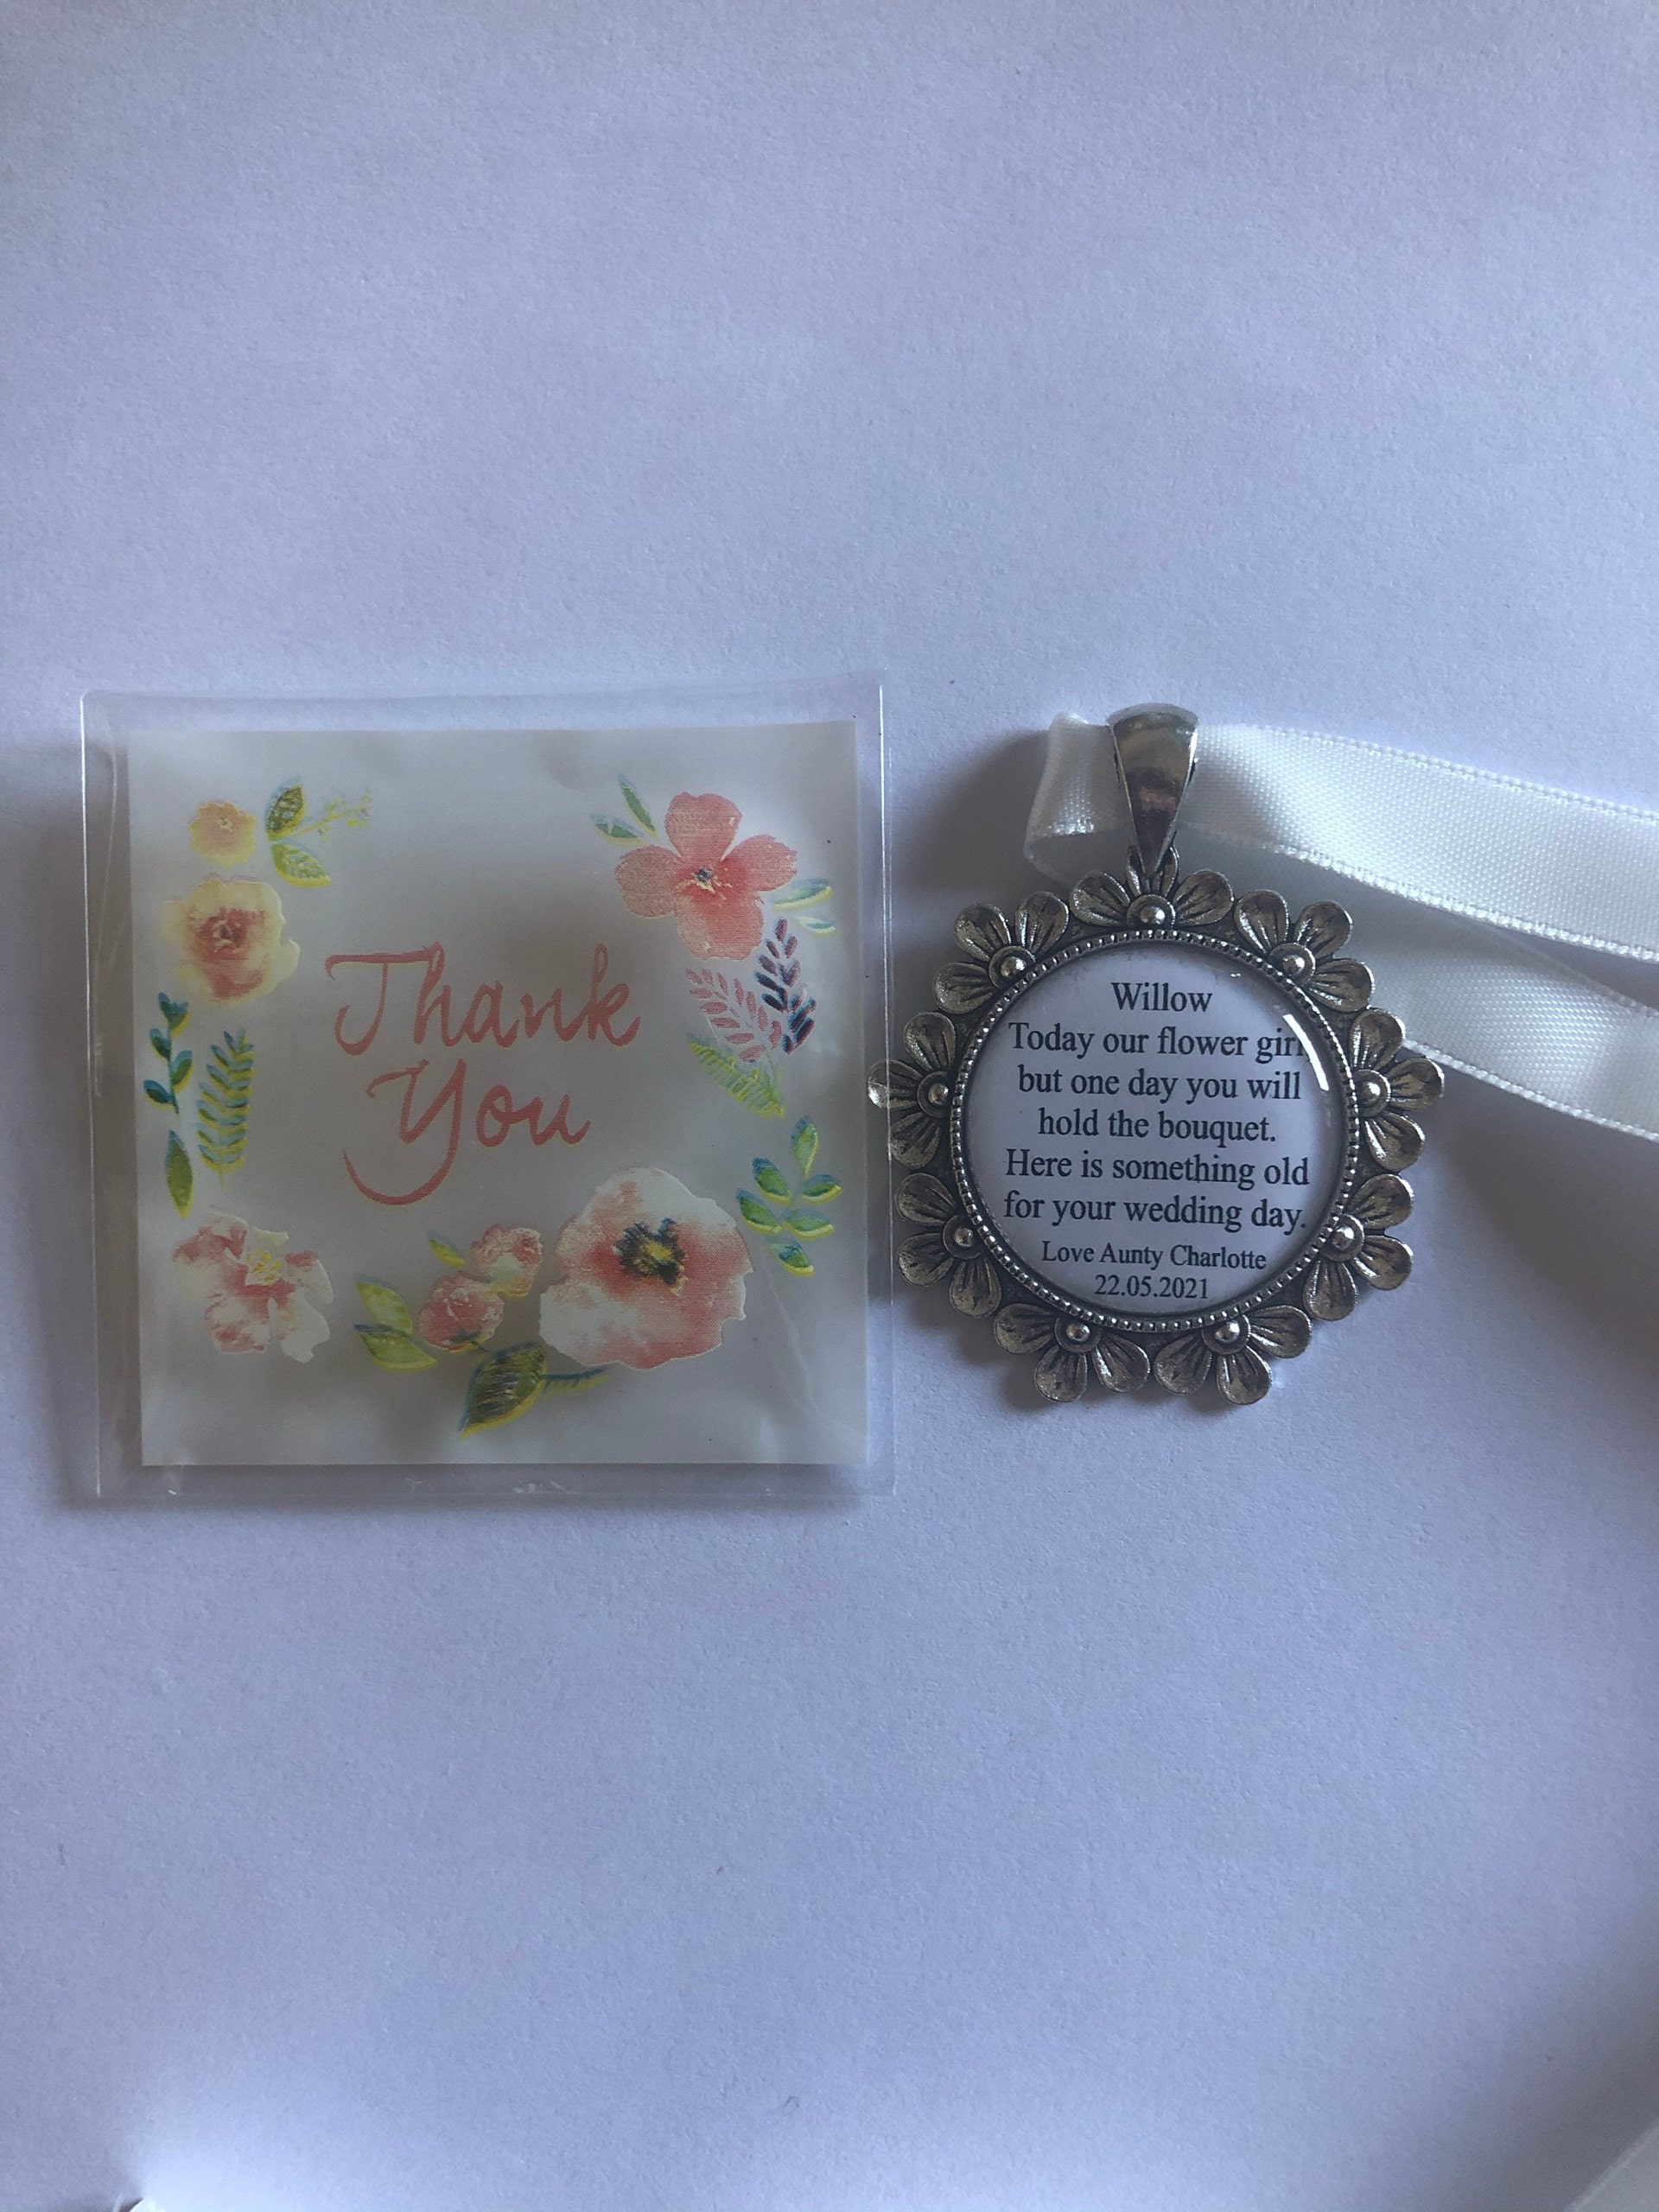 Thank
You
Willow
Today our flower girl
but one day you will
hold the bouquet.
Here is something old
for your wedding day.
Love Aunty Charlotte
22.05.2021